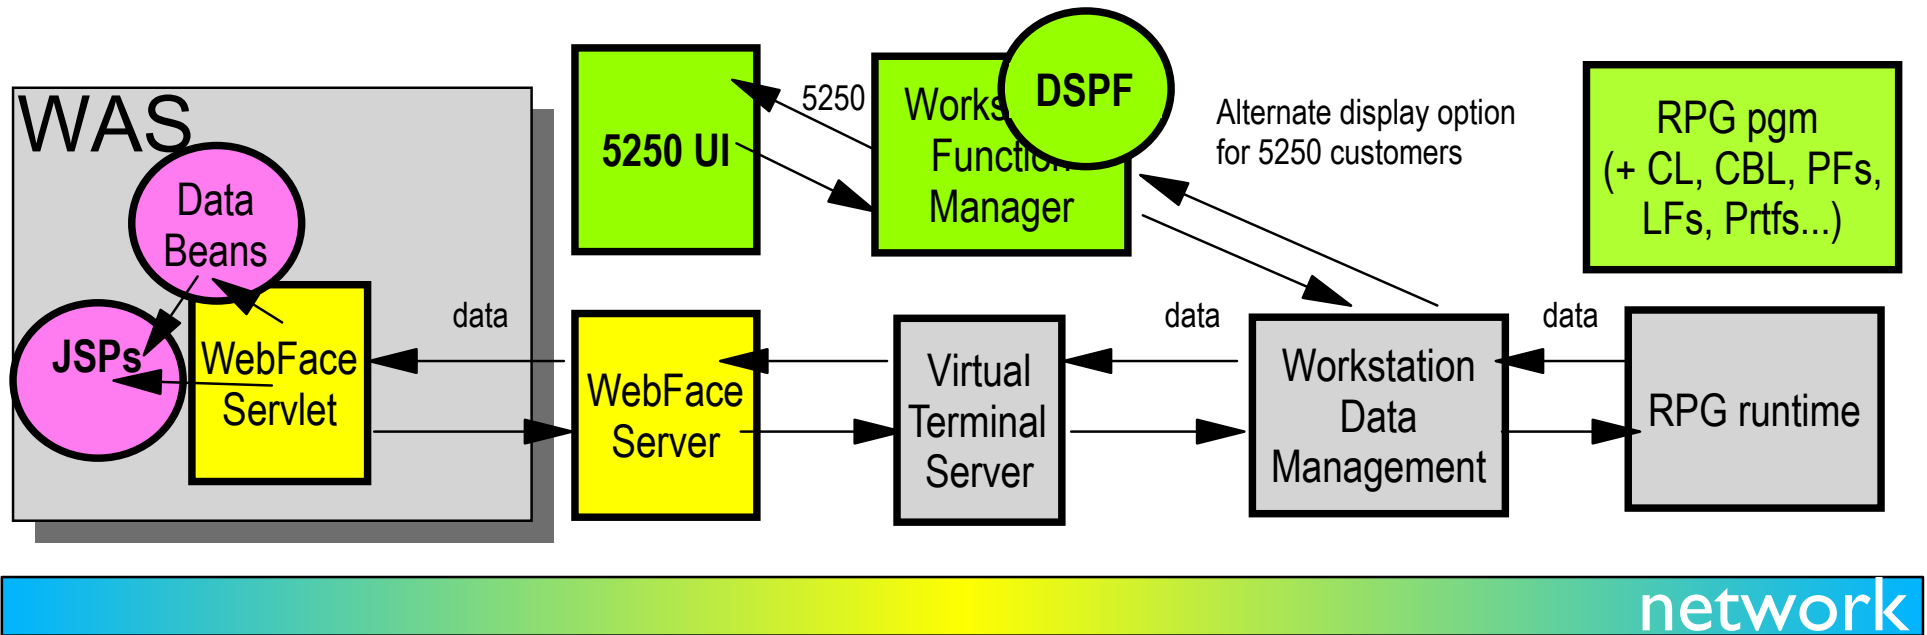 WAS
Data
Beans
JSPs
WebFace
Servlet
data
5250 UI
5250
Works
Function
Manager
DSPF
Alternate display option
for 5250 customers
RPG pgm
(+ CL, CBL, PFs,
LFs, Prtfs...)
WebFace
Server
Virtual
Terminal
Server
data
Workstation
Data
Management
data
RPG runtime
network